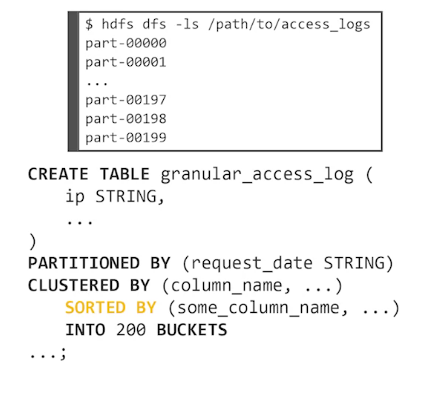 $ hdfs dfs -ls /path/to/access_logs
part-00000
part-00001
...
part-00197
part-00198
part-00199
CREATE TABLE granular_access_log (
    ip STRING,
    ...
)
PARTITIONED BY (request_date STRING)
CLUSTERED BY (column_name, ...)
    SORTED BY (some_column_name, ...)
    INTO 200 BUCKETS
...;